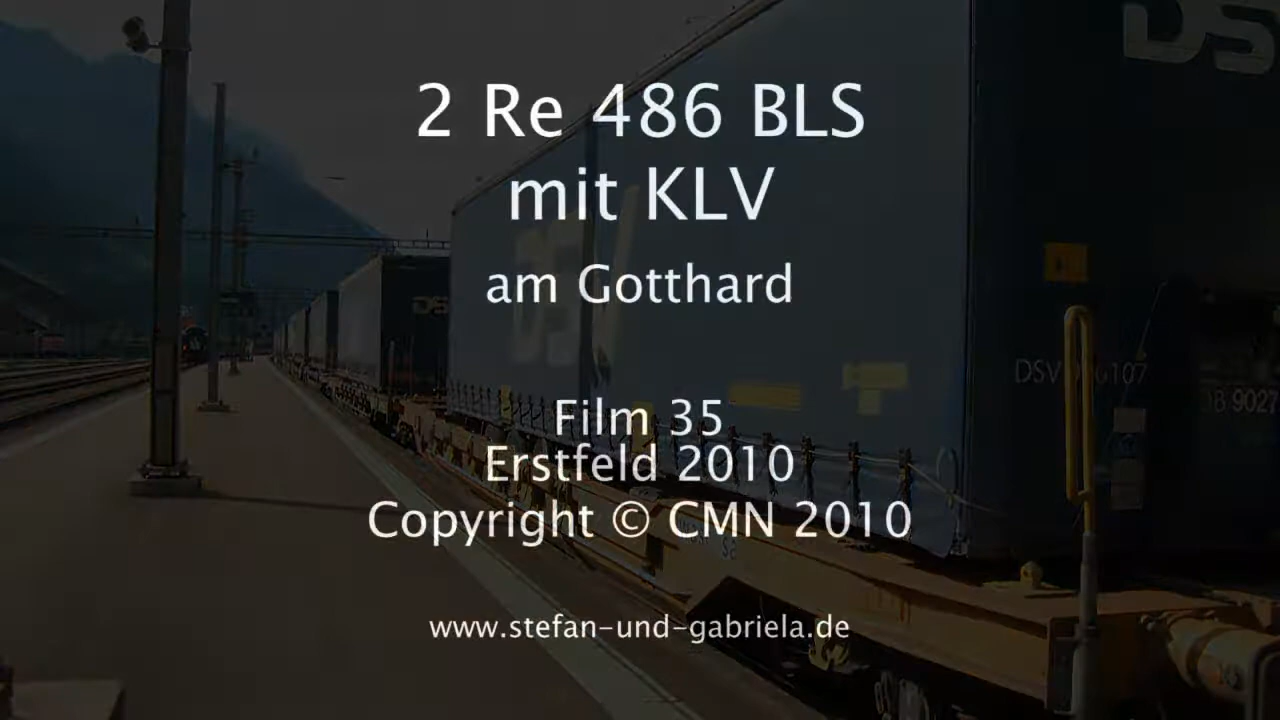 2 Re 486 BLS
mit KLV
am Gotthard
Film 35
Erstfeld 2010
Copyright © CMN 2010
www.stefan-und-gabriela.de
DSV